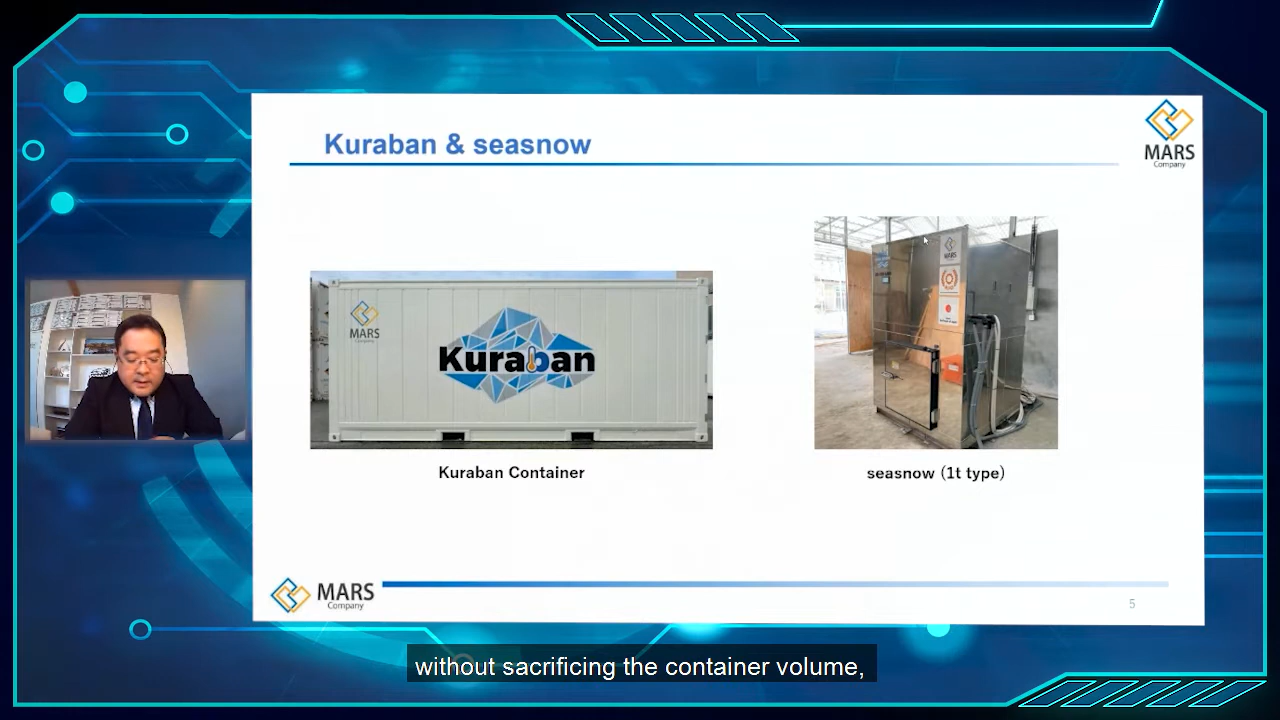 Kuraban & seasnow
MARS
Company
MARS
Kuraban
MARS
Kuraban Container
seasnow (1t type)
MARS
Company
5
without sacrificing the container volume,